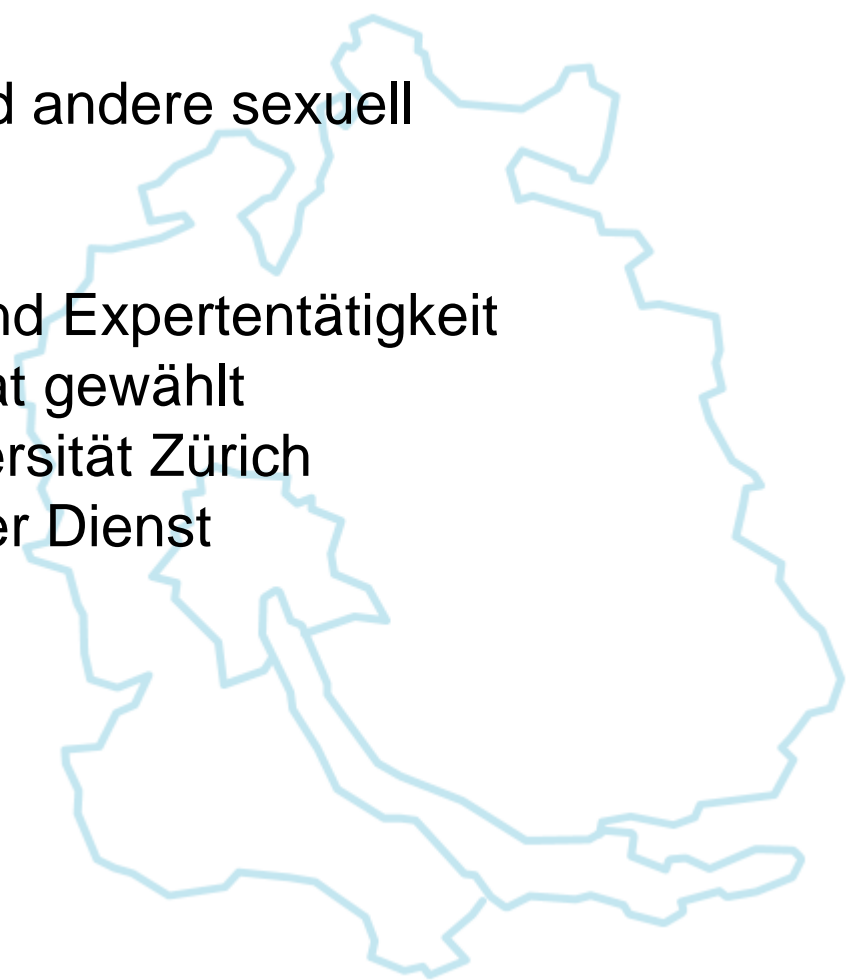 d andere sexuell
nd Expertentätigkeit
at gewählt
ersität Zürich
er Dienst